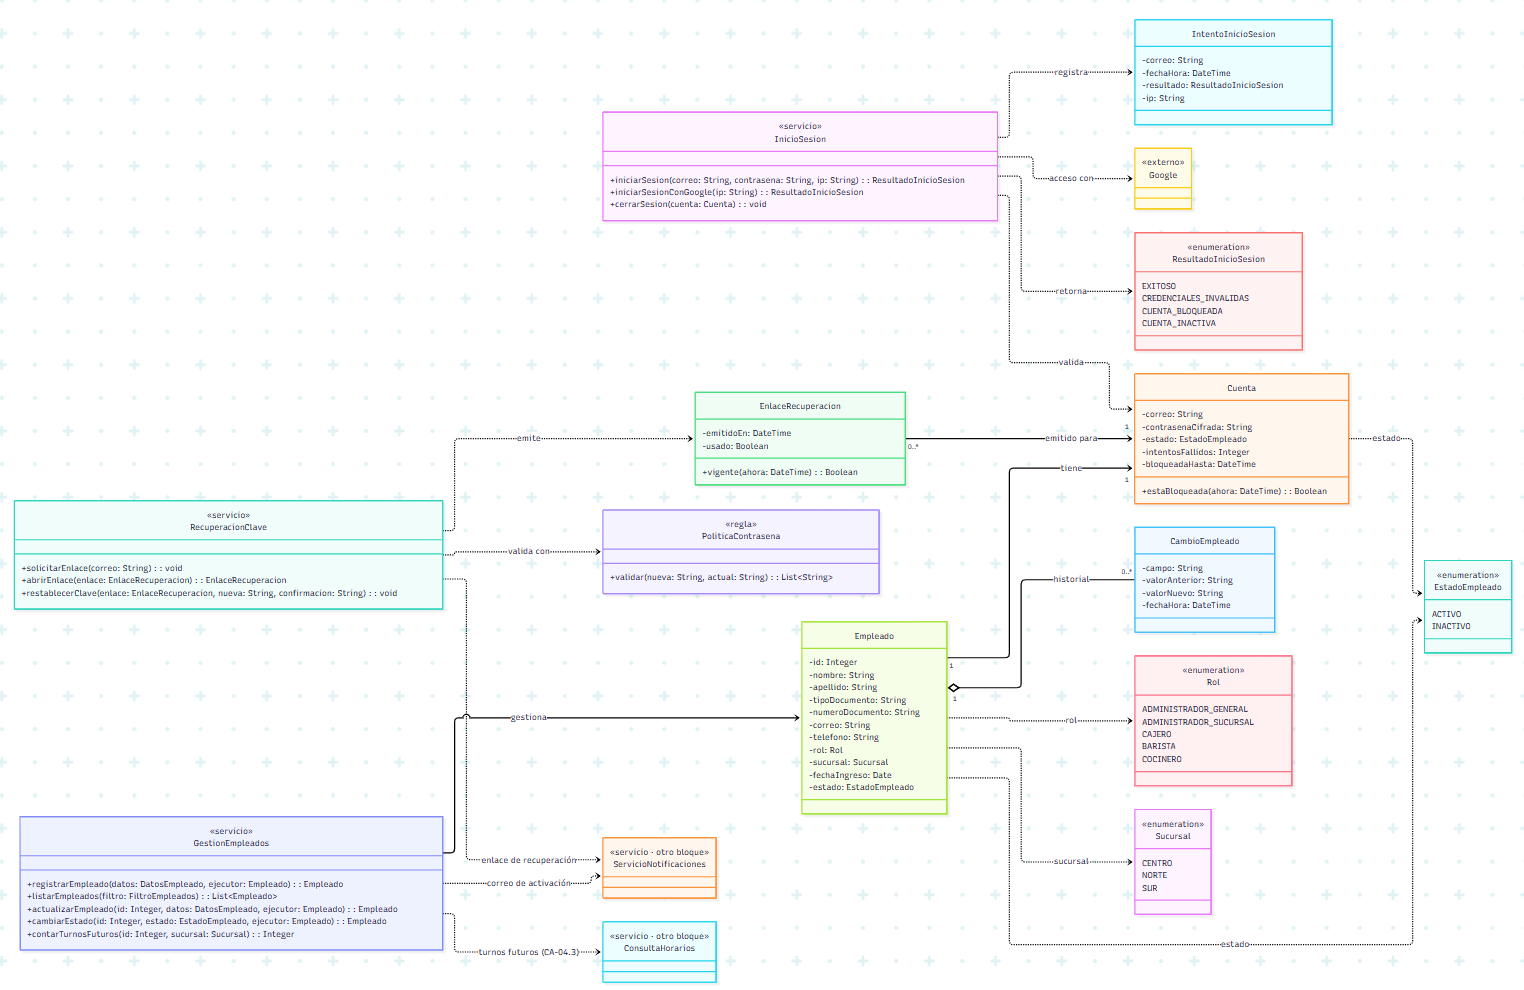 IntentoInicioSesion
-correo: String
-fechaHora: DateTime
-resultado: ResultadoInicioSesion
-ip: String
registra
«servicio»
InicioSesion
+iniciarSesion(correo: String, contrasena: String, ip: String) : : ResultadoInicioSesion
+iniciarSesionConGoogle(ip: String) : : ResultadoInicioSesion
+cerrarSesion(cuenta: Cuenta) : : void
«externo»
Google
acceso con
«enumeration»
ResultadoInicioSesion
EXITOSO
CREDENCIALES_INVALIDAS
CUENTA_BLOQUEADA
CUENTA_INACTIVA
retorna
valida
Cuenta
-correo: String
-contrasenaCifrada: String
-estado: EstadoEmpleado
-intentosFallidos: Integer
-bloqueadaHasta: DateTime
+estaBloqueada(ahora: DateTime) : : Boolean
EnlaceRecuperacion
-emitidoEn: DateTime
-usado: Boolean
+vigente(ahora: DateTime) : : Boolean
emite
0..*
emitido para
1
estado
tiene
1
«servicio»
RecuperacionClave
+solicitarEnlace(correo: String) : : void
+abrirEnlace(enlace: EnlaceRecuperacion) : : EnlaceRecuperacion
+restablecerClave(enlace: EnlaceRecuperacion, nueva: String, confirmacion: String) : : void
valida con
«regla»
PoliticaContrasena
+validar(nueva: String, actual: String) : : List<String>
CambioEmpleado
-campo: String
-valorAnterior: String
-valorNuevo: String
-fechaHora: DateTime
0..*
historial
«enumeration»
EstadoEmpleado
ACTIVO
INACTIVO
Empleado
-id: Integer
-nombre: String
-apellido: String
-tipoDocumento: String
-numeroDocumento: String
-correo: String
-telefono: String
-rol: Rol
-sucursal: Sucursal
-fechaIngreso: Date
-estado: EstadoEmpleado
1
1
gestiona
rol
«enumeration»
Rol
ADMINISTRADOR_GENERAL
ADMINISTRADOR_SUCURSAL
CAJERO
BARISTA
COCINERO
sucursal
«enumeration»
Sucursal
CENTRO
NORTE
SUR
estado
«servicio»
GestionEmpleados
+registrarEmpleado(datos: DatosEmpleado, ejecutor: Empleado) : : Empleado
+listarEmpleados(filtro: FiltroEmpleados) : : List<Empleado>
+actualizarEmpleado(id: Integer, datos: DatosEmpleado, ejecutor: Empleado) : : Empleado
+cambiarEstado(id: Integer, estado: EstadoEmpleado, ejecutor: Empleado) : : Empleado
+contarTurnosFuturos(id: Integer, sucursal: Sucursal) : : Integer
enlace de recuperación
correo de activación
«servicio · otro bloque»
ServicioNotificaciones
turnos futuros (CA-04.3)
«servicio · otro bloque»
ConsultaHorarios